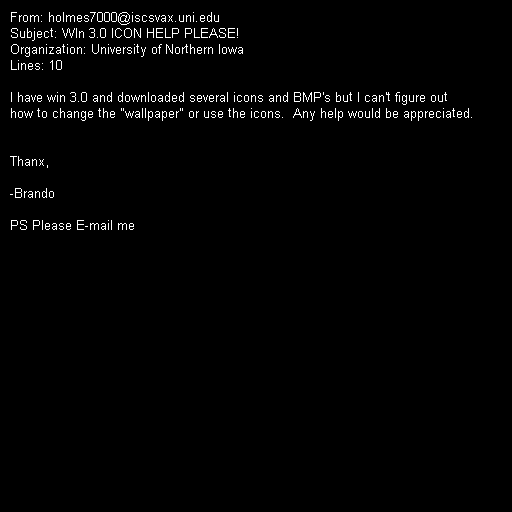 From: holmes7000@iscsvax.uni.edu
Subject: WIn 3.0 ICON HELP PLEASE!
Organization: University of Northern Iowa
Lines: 10
I have win 3.0 and downloaded several icons and BMP's but I can't figure out
how to change the "wallpaper" or use the icons.  Any help would be appreciated.
Thanx,
-Brando
PS Please E-mail me